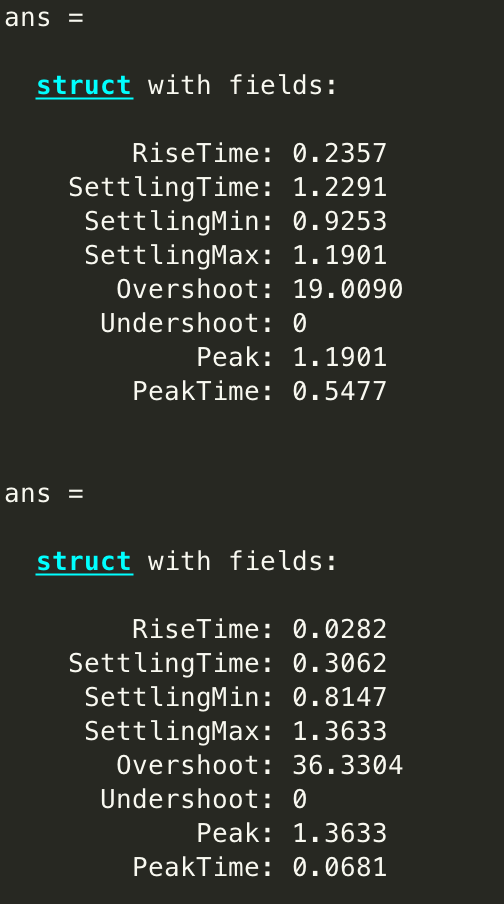 ans =
struct with fields:
RiseTime: 0.2357
SettlingTime: 1.2291
SettlingMin: 0.9253
SettlingMax: 1.1901
Overshoot: 19.0090
Undershoot: 0
Peak: 1.1901
PeakTime: 0.5477
ans =
struct with fields:
RiseTime: 0.0282
SettlingTime: 0.3062
SettlingMin: 0.8147
SettlingMax: 1.3633
Overshoot: 36.3304
Undershoot: 0
Peak: 1.3633
PeakTime: 0.0681